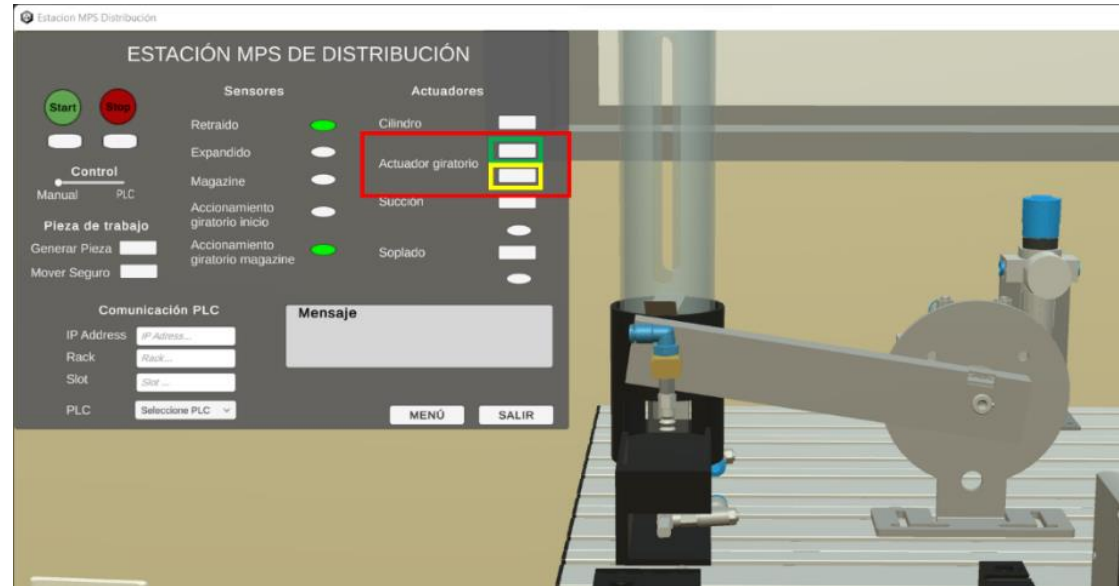 Estacion MPS Distribución
ESTACIÓN MPS DE DISTRIBUCIÓN
Start
Stop
Control
Manual
PLC
Pieza de trabajo
Generar Pieza
Mover Seguro
Sensores
Retraido
Expandido
Magazine
Accionamiento
giratorio inicio
Accionamiento
giratorio magazine
Actuadores
Cilindro
Actuador giratorio
Succión
Soplado
Comunicación PLC
IP Address
IP Adress...
Rack
Rack...
Slot
Slot ...
PLC
Seleccione PLC
Mensaje
MENÚ
SALIR